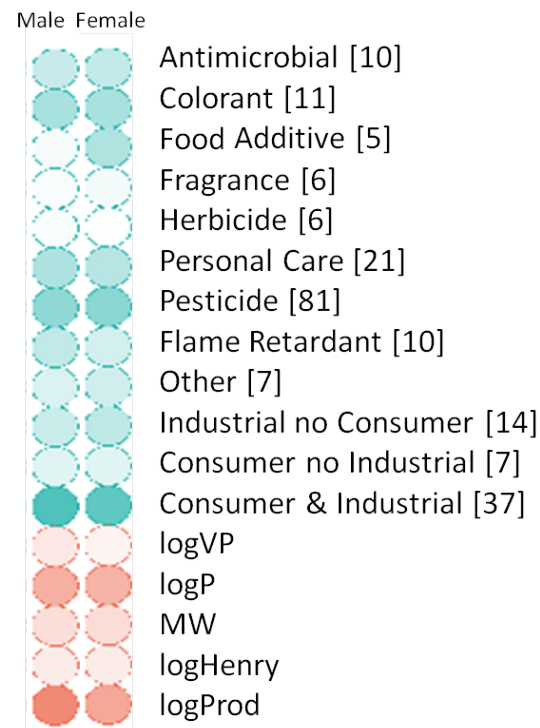 Male Female
Antimicrobial [10]
Colorant [11]
Food Additive [5]
Fragrance [6]
Herbicide [6]
Personal Care [21]
Pesticide [81]
Flame Retardant [10]
Other [7]
Industrial no Consumer [14]
Consumer no Industrial [7]
Consumer & Industrial [37]
logVP
logP
MW
logHenry
logProd